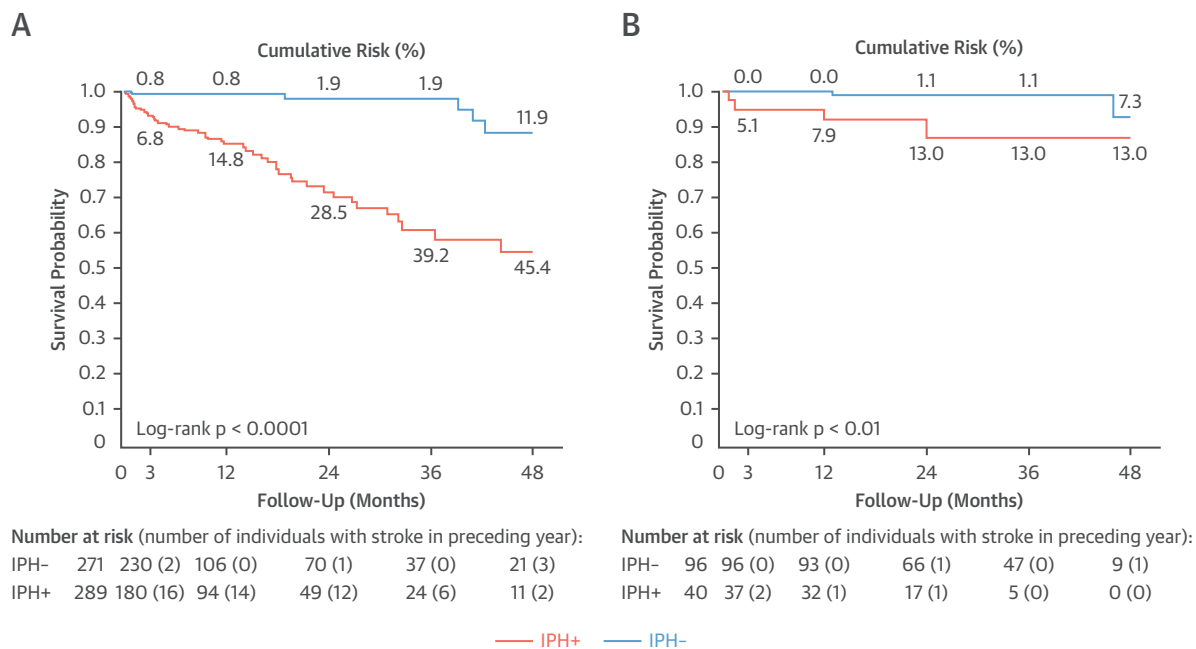 A
Cumulative Risk (%)
0.8 0.8 1.9 1.9 11.9
1.0
0.9
0.8
0.7
0.6
0.5
0.4
0.3
0.2
0.1
0
Survival Probability
6.8 14.8 28.5 39.2 45.4
Log-rank p < 0.0001
0 3 12 24 36 48
Follow-Up (Months)
Number at risk (number of individuals with stroke in preceding year):
IPH– 271 230 (2) 106 (0) 70 (1) 37 (0) 21 (3)
IPH+ 289 180 (16) 94 (14) 49 (12) 24 (6) 11 (2)
B
Cumulative Risk (%)
0.0 0.0 1.1 1.1 7.3
1.0
0.9
0.8
0.7
0.6
0.5
0.4
0.3
0.2
0.1
0
Survival Probability
5.1 7.9 13.0 13.0 13.0
Log-rank p < 0.01
0 3 12 24 36 48
Follow-Up (Months)
Number at risk (number of individuals with stroke in preceding year):
IPH– 96 96 (0) 93 (0) 66 (1) 47 (0) 9 (1)
IPH+ 40 37 (2) 32 (1) 17 (1) 5 (0) 0 (0)
IPH+ IPH–